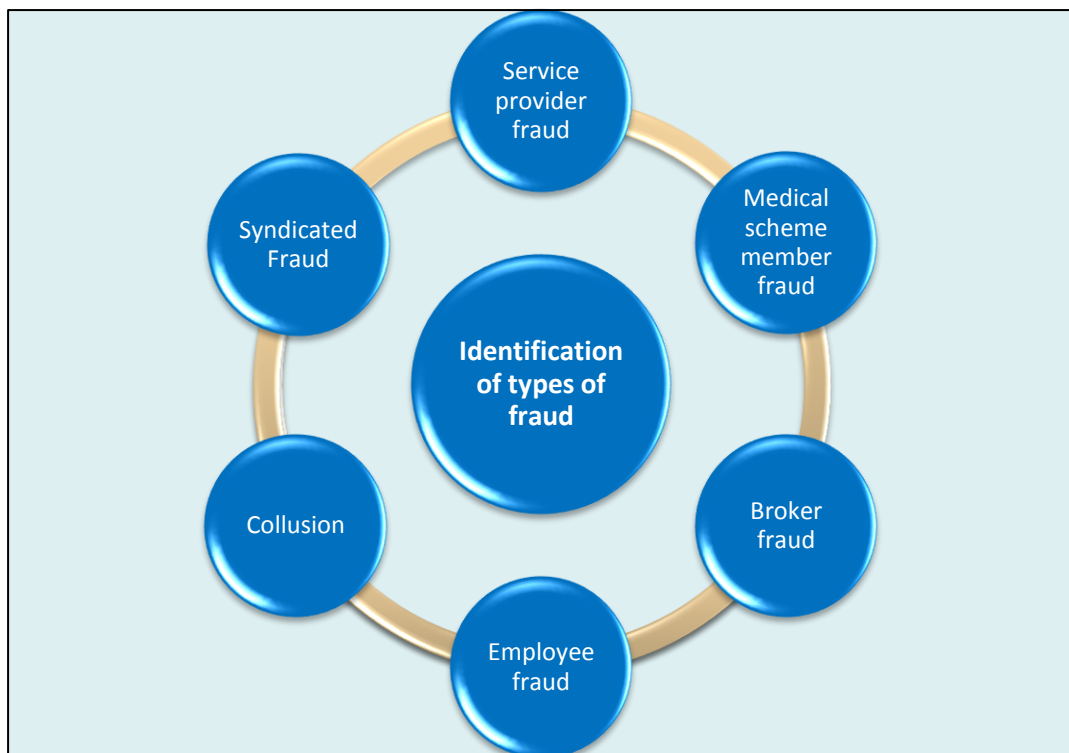 Service
provider
fraud
Medical
scheme
member
fraud
Broker
fraud
Employee
fraud
Collusion
Syndicated
Fraud
Identification
of types of
fraud